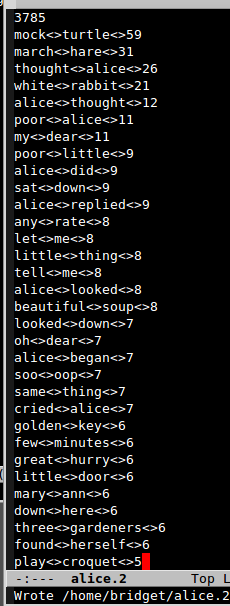 3785
mock<>turtle<>59
march<>hare<>31
thought<>alice<>26
white<>rabbit<>21
alice<>thought<>12
poor<>alice<>11
my<>dear<>11
poor<>little<>9
alice<>did<>9
sat<>down<>9
alice<>replied<>9
any<>rate<>8
let<>me<>8
little<>thing<>8
tell<>me<>8
alice<>looked<>8
beautiful<>soup<>8
looked<>down<>7
oh<>dear<>7
alice<>began<>7
soo<>oop<>7
same<>thing<>7
cried<>alice<>7
golden<>key<>6
few<>minutes<>6
great<>hurry<>6
little<>door<>6
mary<>ann<>6
down<>here<>6
three<>gardeners<>6
found<>herself<>6
play<>croquet<>5
-:--- alice.2 Top L
Wrote /home/bridget/alice.2